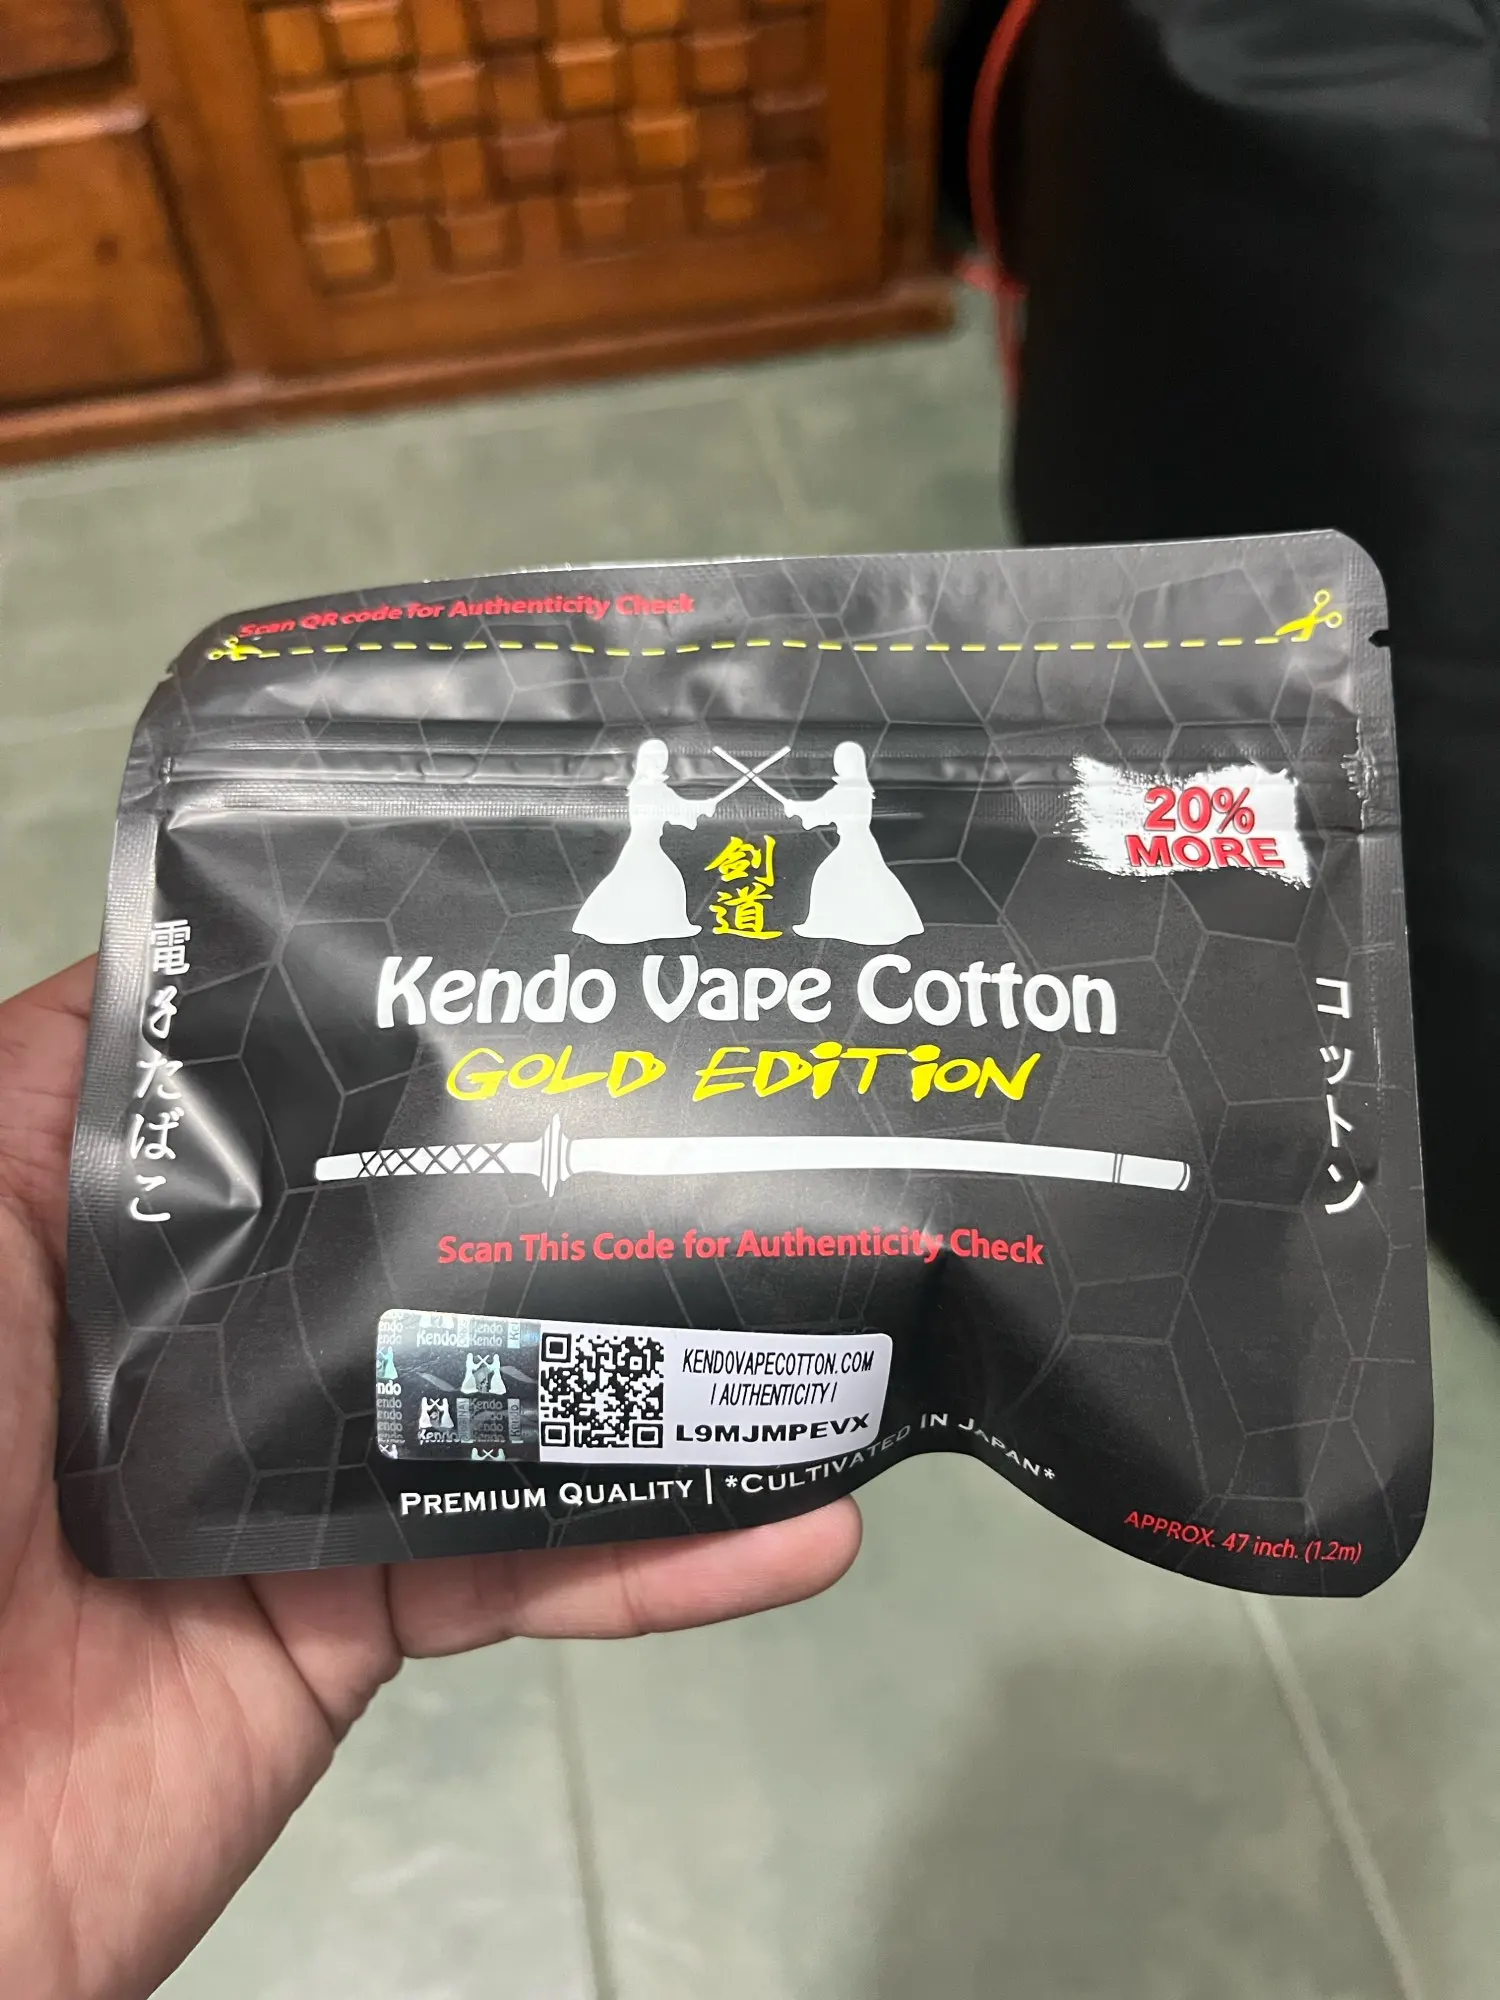 Scan QR code for Authenticity Check
20%
MORE
剣
道
Kendo Vape Cotton
GOLD EDITION
電子たばこ
コットン
Scan This Code for Authenticity Check
Kendo
KENDOVAPECOTTON.COM
/ AUTHENTICITY /
L9MJMPEVX
PREMIUM QUALITY | *CULTIVATED IN JAPAN*
APPROX. 47 inch. (1.2m)